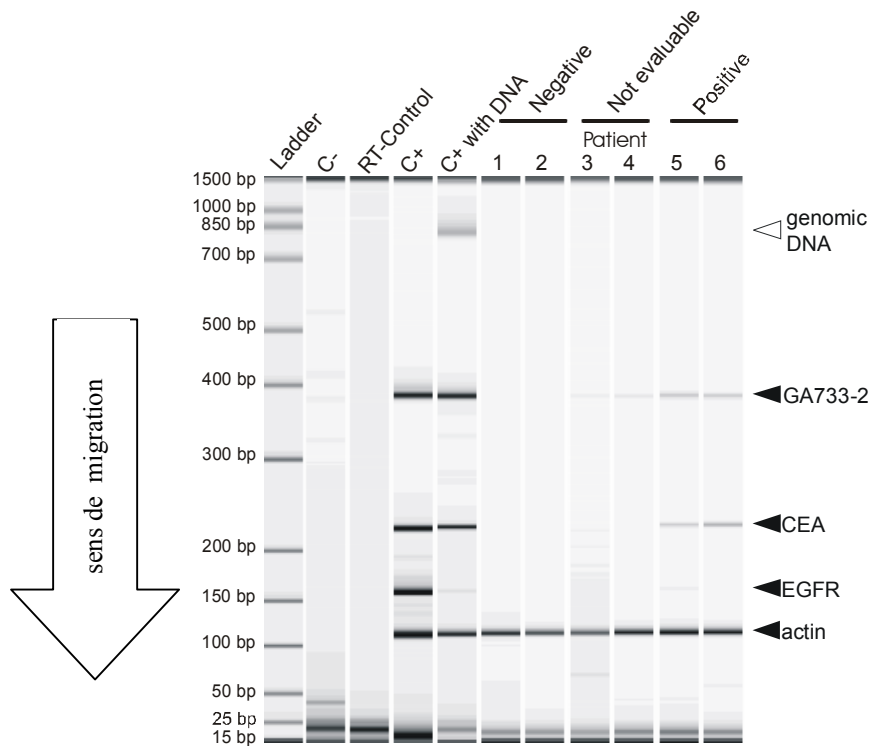 Ladder
C-
RT-Control
C+
C+ with DNA
Negative
Not evaluable
Positive
Patient
1 2 3 4 5 6
1500 bp
1000 bp
850 bp
700 bp
500 bp
400 bp
300 bp
200 bp
150 bp
100 bp
50 bp
25 bp
15 bp
genomic
DNA
GA733-2
CEA
EGFR
actin
sens de migration